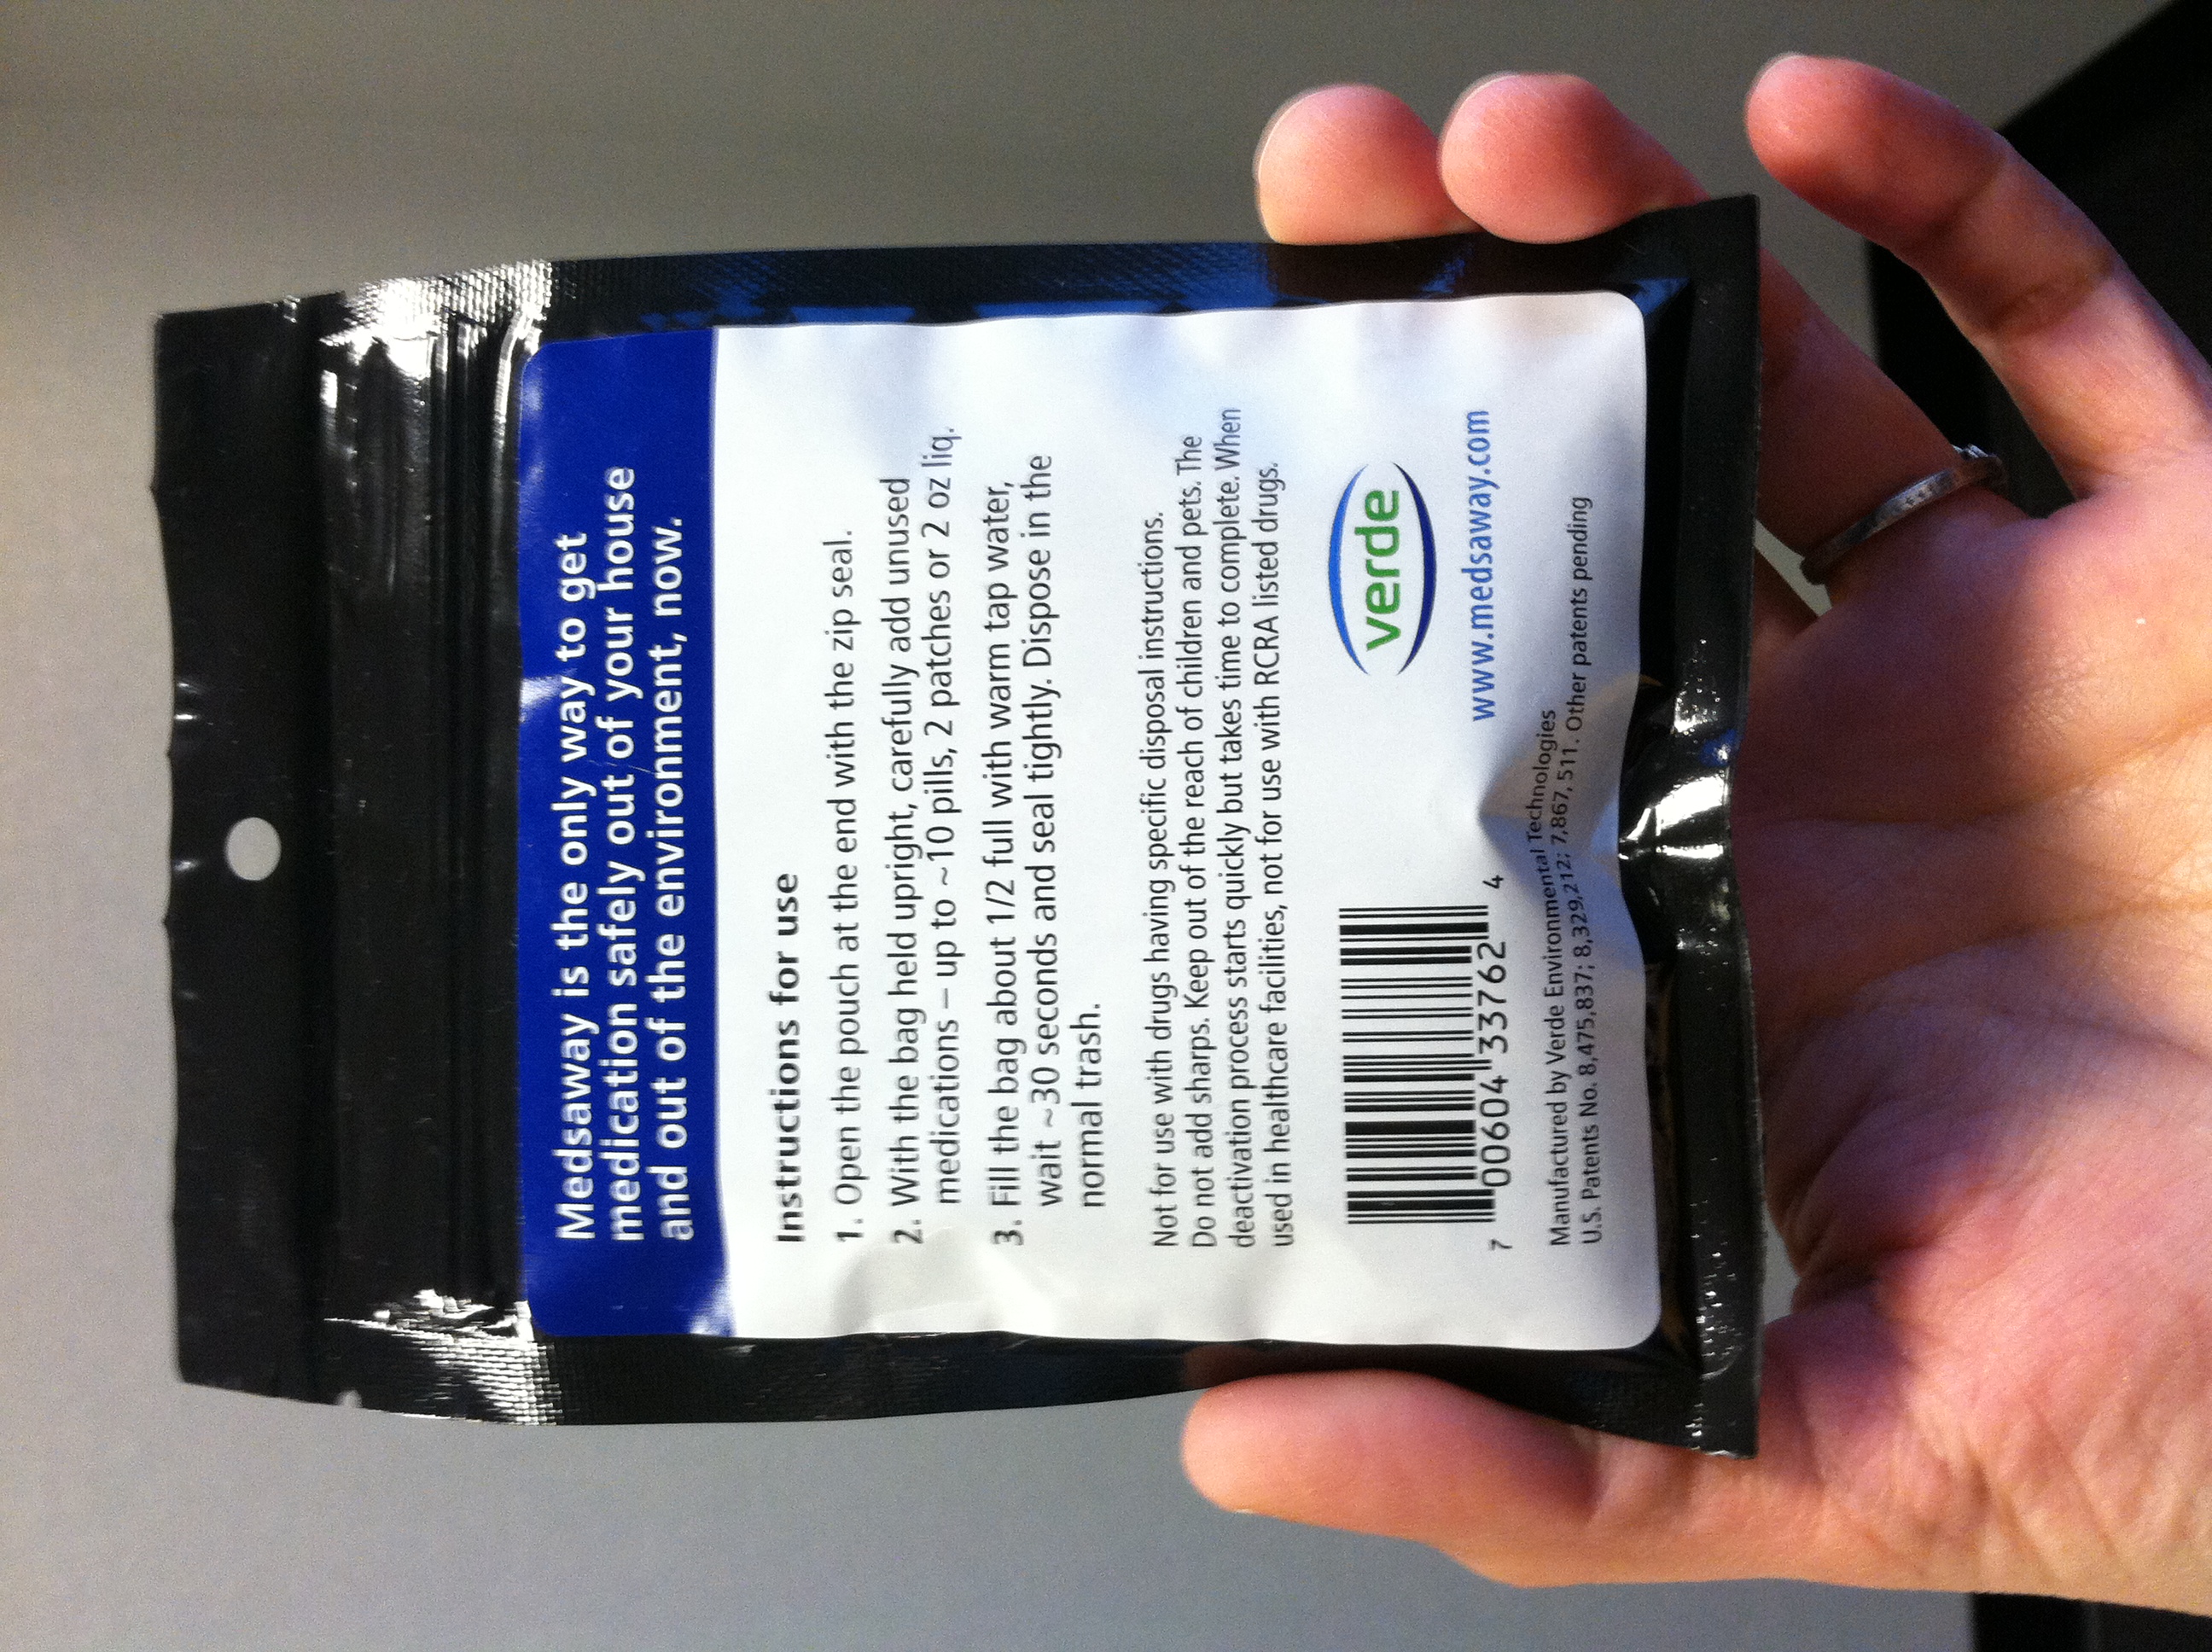 Medsaway is the only way to get
medication safely out of your house
and out of the environment, now.
Instructions for use
1. Open the pouch at the end with the zip seal.
2. With the bag held upright, carefully add unused
medications – up to ~10 pills, 2 patches or 2 oz liq.
3. Fill the bag about 1/2 full with warm tap water,
wait ~30 seconds and seal tightly. Dispose in the
normal trash.
Not for use with drugs having specific disposal instructions.
Do not add sharps. Keep out of the reach of children and pets. The
deactivation process starts quickly but takes time to complete. When
used in healthcare facilities, not for use with RCRA listed drugs.
7 00604 33762 4
verde
www.medsaway.com
Manufactured by Verde Environmental Technologies
U.S. Patents No. 8,475,837; 8,329,212; 7,867,511. Other patents pending